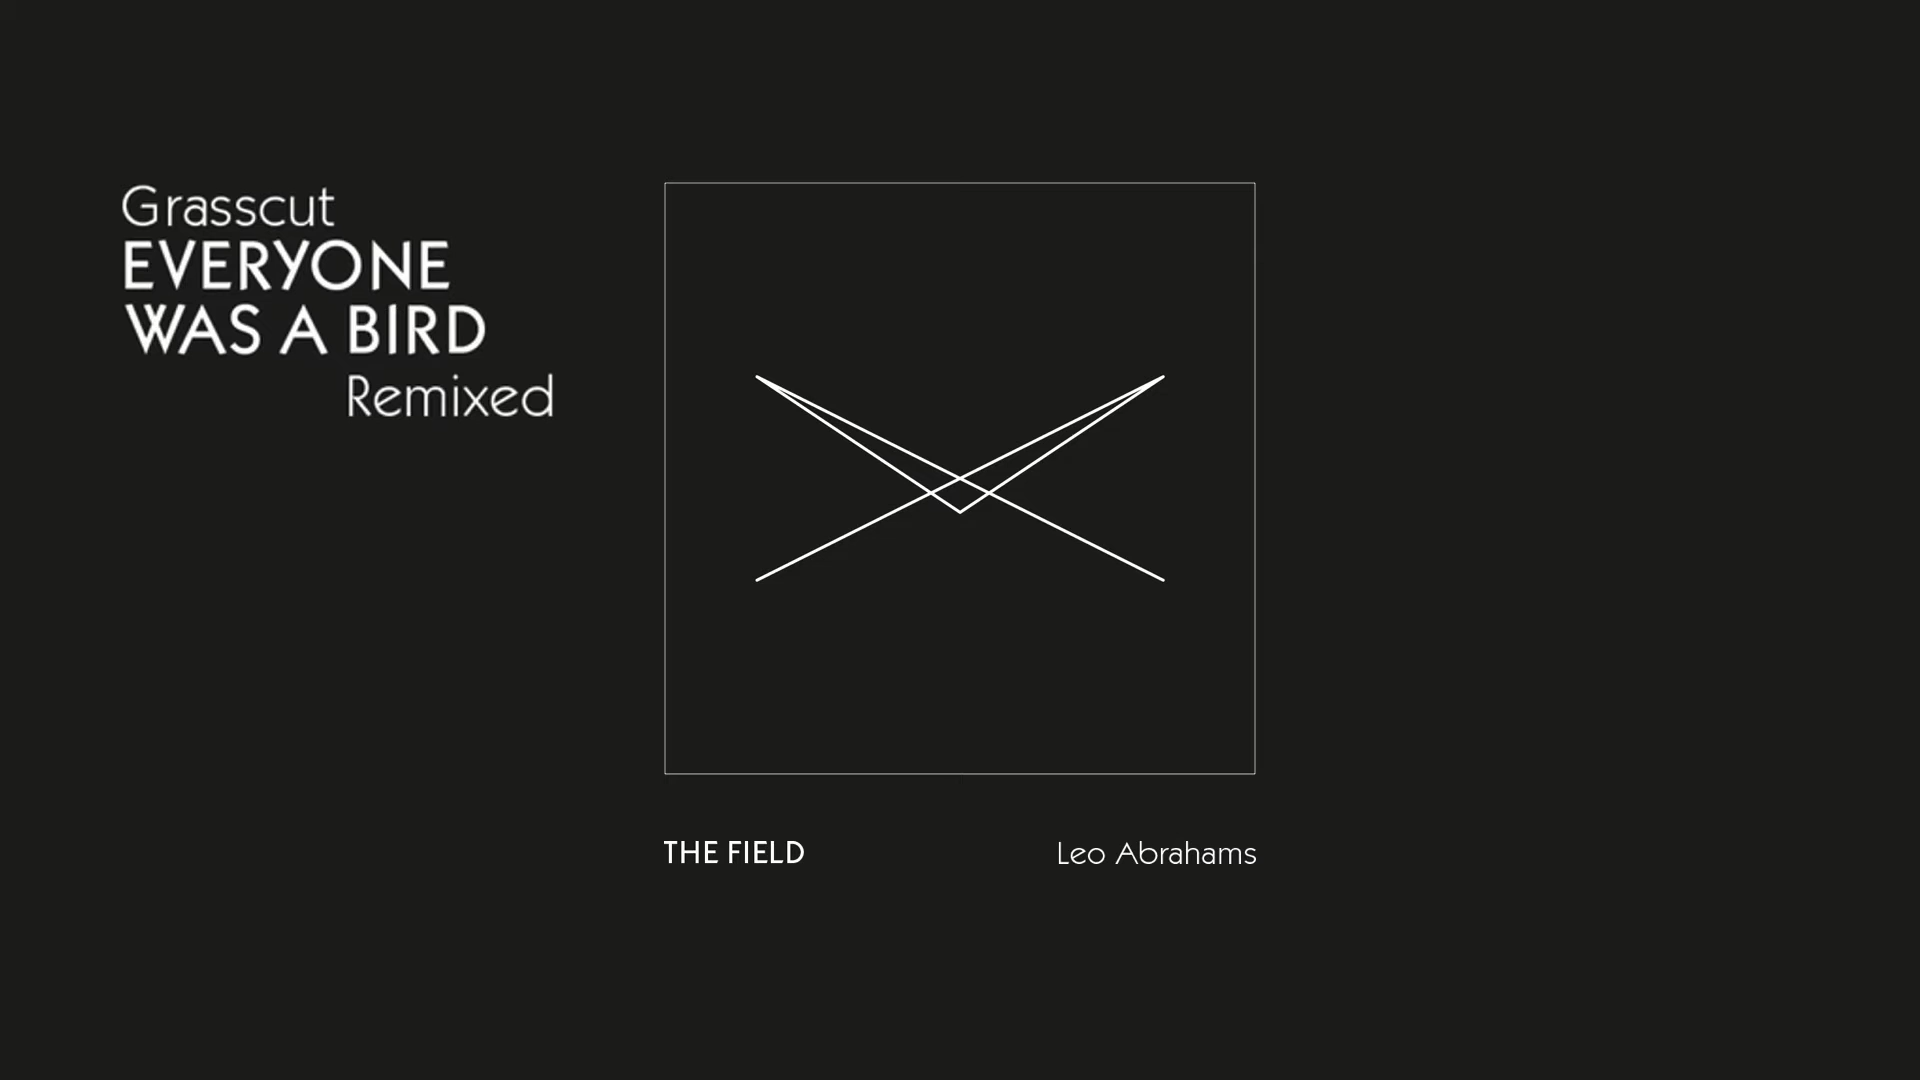 Grasscut
EVERYONE
WAS A BIRD
Remixed
THE FIELD
Leo Abrahams